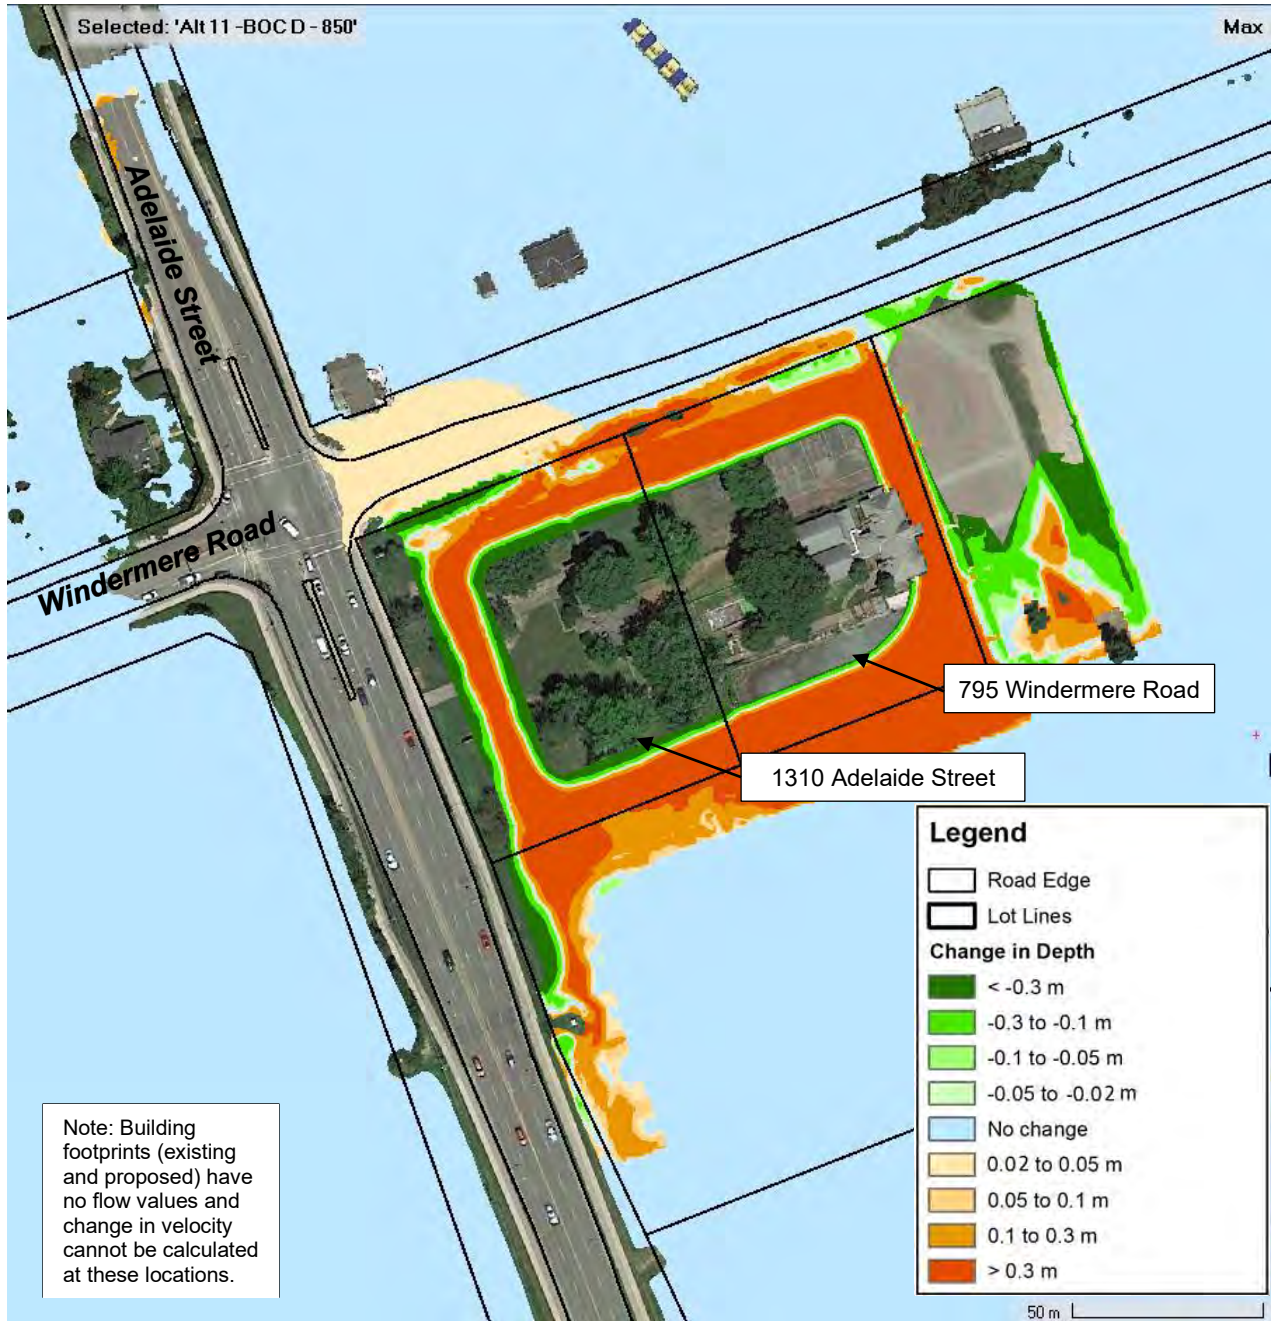 Selected: 'Alt 11 -BOC D - 850'
Max
Adelaide Street
Windermere Road
795 Windermere Road
1310 Adelaide Street
Legend
Road Edge
Lot Lines
Change in Depth
< -0.3 m
-0.3 to -0.1 m
-0.1 to -0.05 m
-0.05 to -0.02 m
No change
0.02 to 0.05 m
0.05 to 0.1 m
0.1 to 0.3 m
> 0.3 m
Note: Building
footprints (existing
and proposed) have
no flow values and
change in velocity
cannot be calculated
at these locations.
50 m